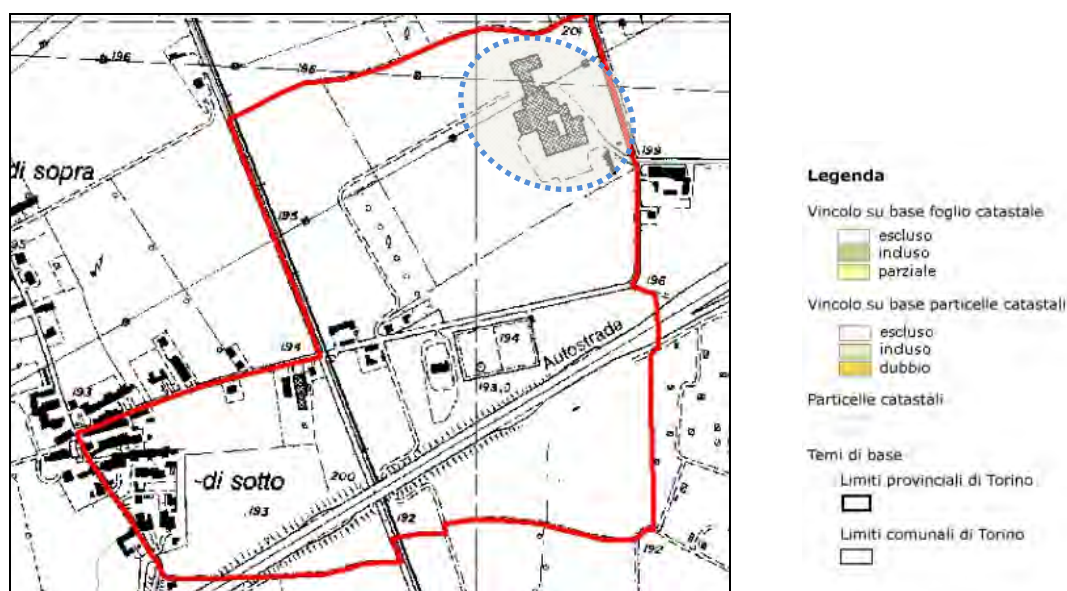 201
196
196
199
di sopra
195
195
196
194
194
Autostrade
193
193,0
-di sotto
200
193
192
192
Legenda
Vincolo su base foglio catastale
escluso
incluso
parziale
Vincolo su base particelle catastali
escluso
incluso
dubbio
Particelle catastali
Temi di base
Limiti provinciali di Torino
Limiti comunali di Torino